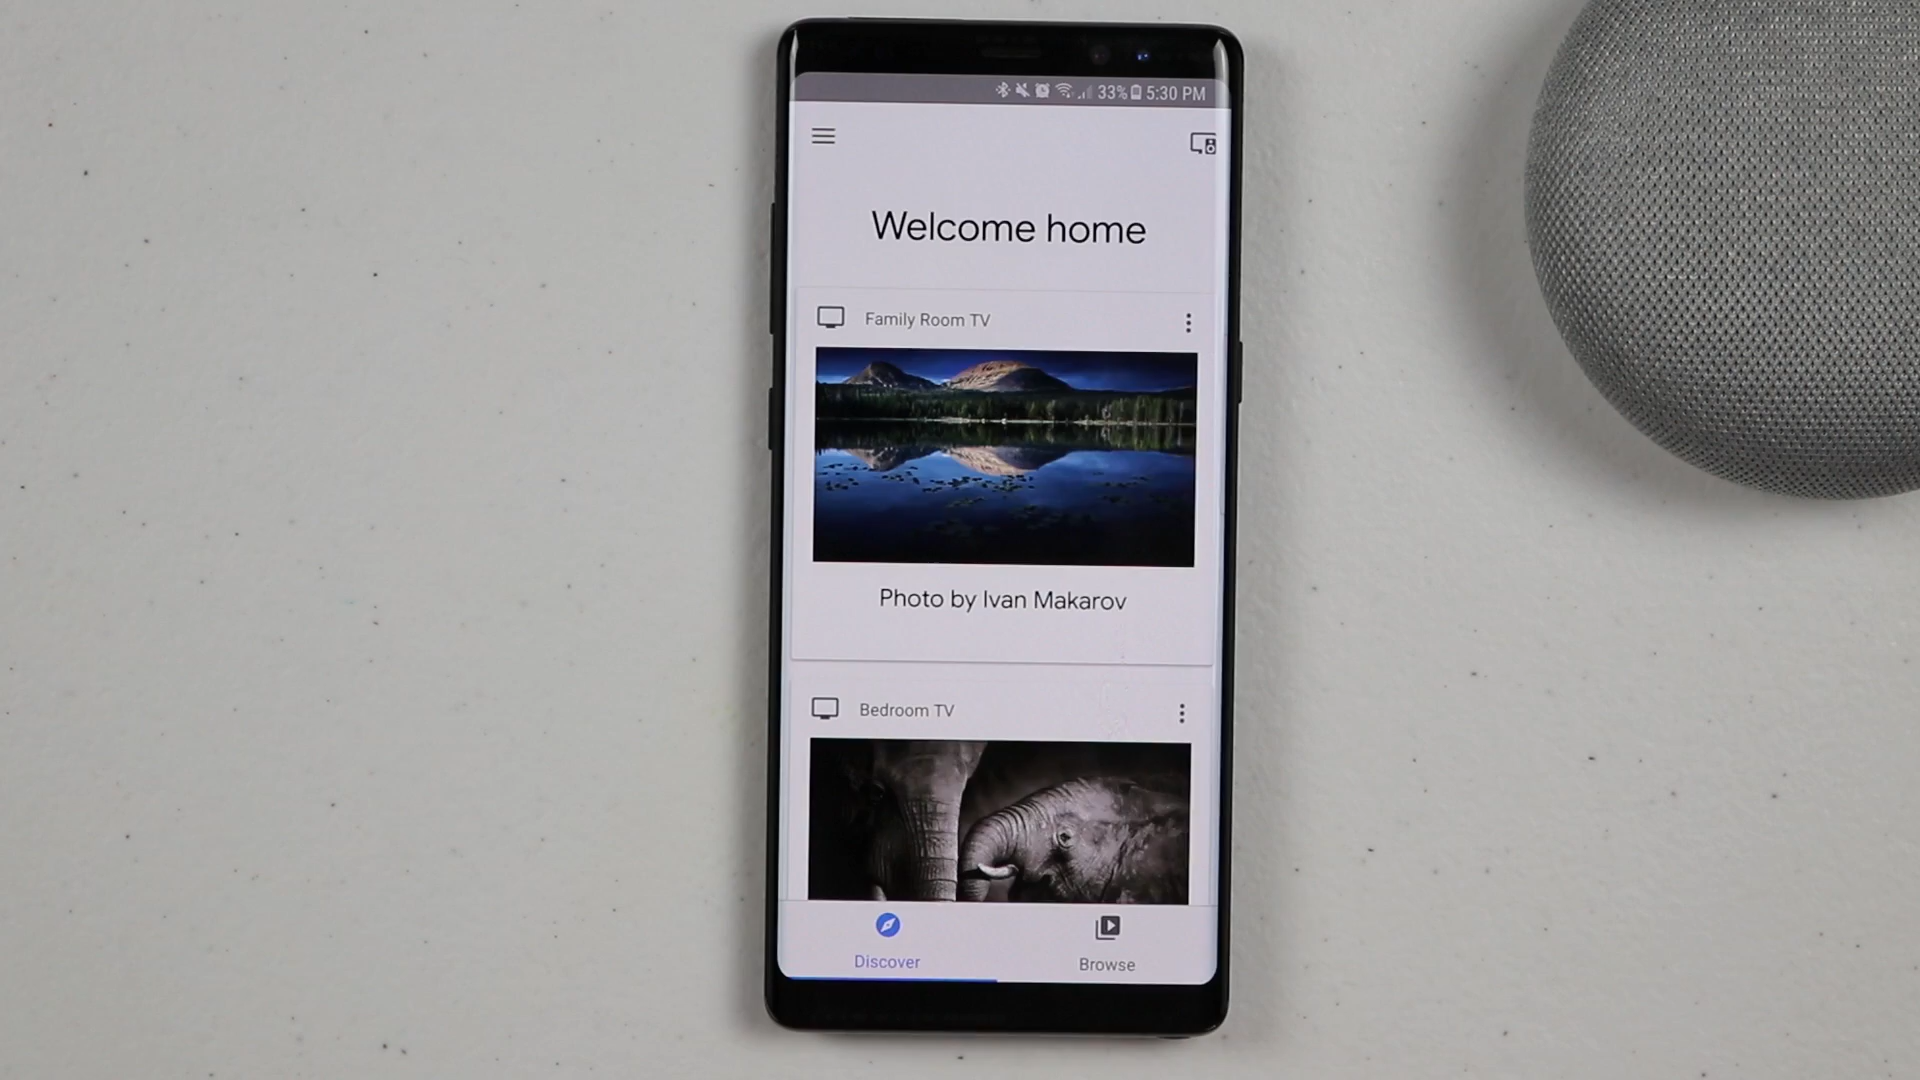 33% 5:30 PM
Welcome home
Family Room TV
Photo by Ivan Makarov
Bedroom TV
Discover
Browse